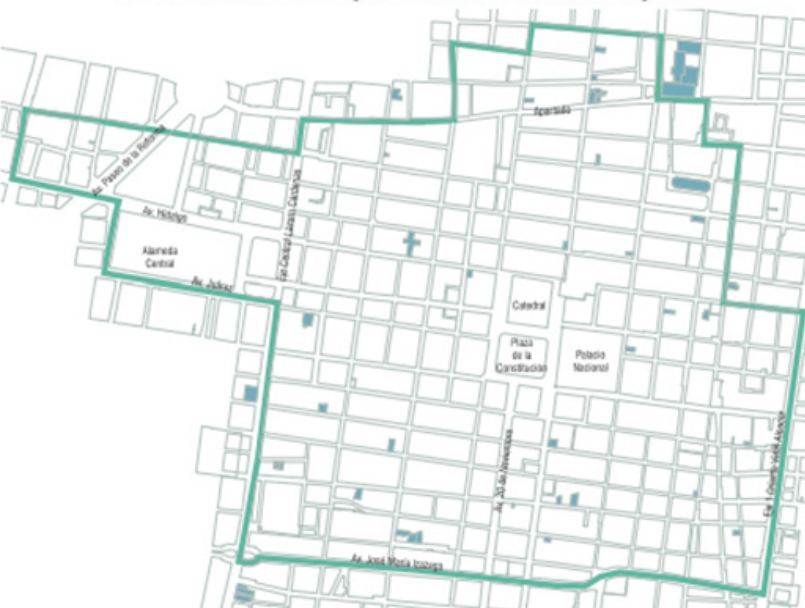 Apartado
Av. Paseo de la Reforma
Av. Hidalgo
Eje Central Lázaro Cárdenas
Alameda
Central
Av. Juárez
Catedral
Plaza
de la
Constitución
Palacio
Nacional
Av. 20 de Noviembre
Av. José María Izazaga